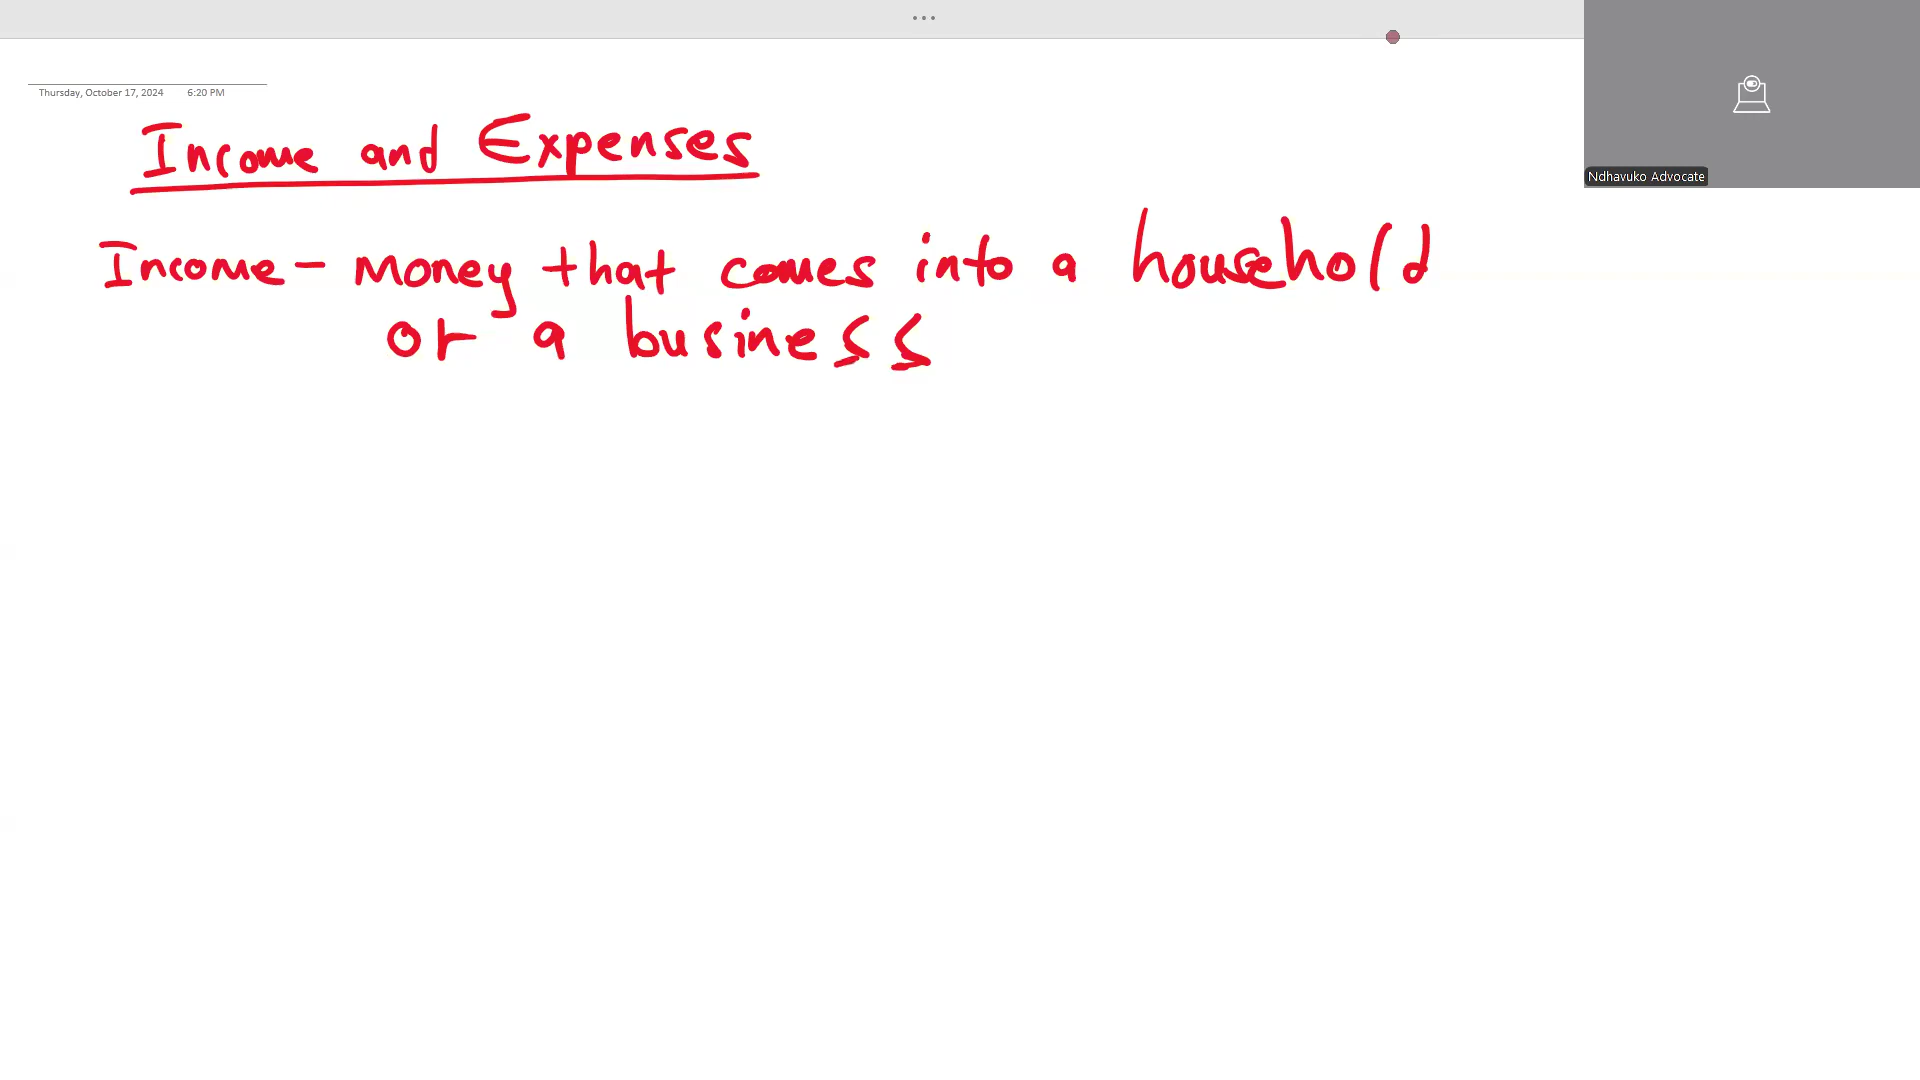 Ndhavuko Advocate
Thursday, October 17, 2024 6:20 PM
Income and Expenses
Income - money that comes into a household
or a business